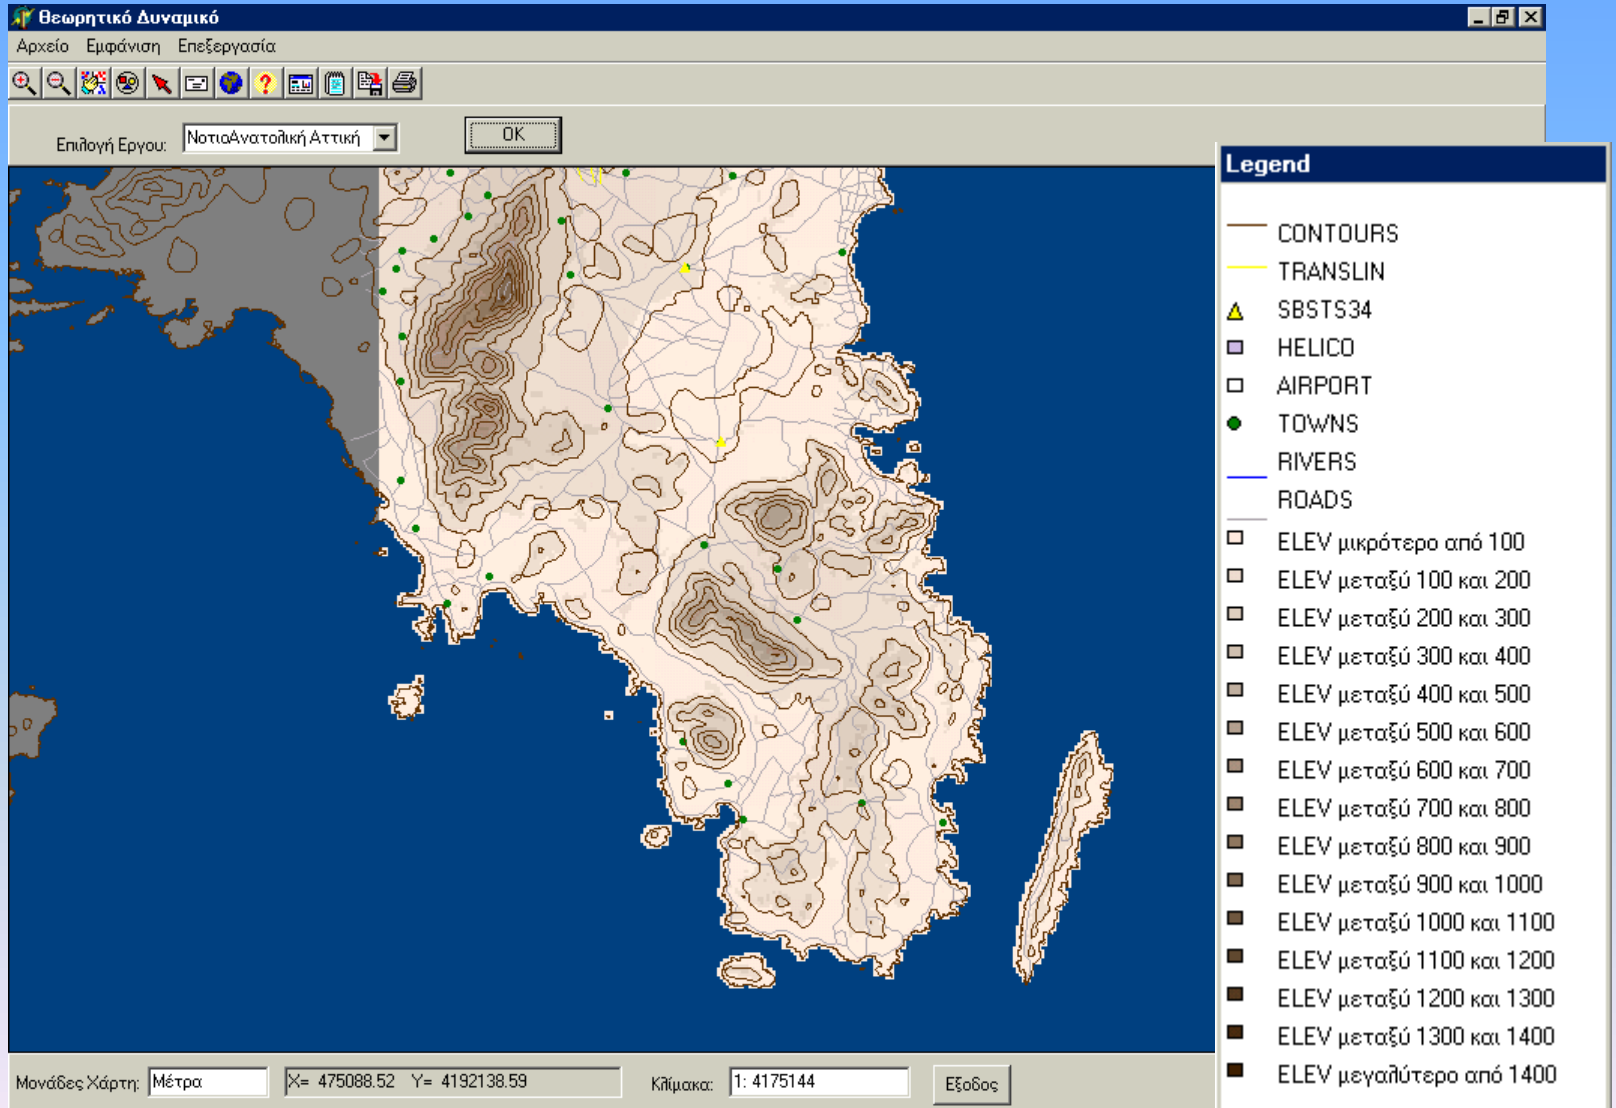 Θεωρητικό Δυναμικό
Αρχείο Εμφάνιση Επεξεργασία
Επιλογή Εργου: ΝοτιοΑνατολική Αττική OK
Legend
CONTOURS
TRANSLIN
SBSTS34
HELICO
AIRPORT
TOWNS
RIVERS
ROADS
ELEV μικρότερο από 100
ELEV μεταξύ 100 και 200
ELEV μεταξύ 200 και 300
ELEV μεταξύ 300 και 400
ELEV μεταξύ 400 και 500
ELEV μεταξύ 500 και 600
ELEV μεταξύ 600 και 700
ELEV μεταξύ 700 και 800
ELEV μεταξύ 800 και 900
ELEV μεταξύ 900 και 1000
ELEV μεταξύ 1000 και 1100
ELEV μεταξύ 1100 και 1200
ELEV μεταξύ 1200 και 1300
ELEV μεταξύ 1300 και 1400
ELEV μεγαλύτερο από 1400
Μονάδες Χάρτη: Μέτρα X= 475088.52 Y= 4192138.59 Κλίμακα: 1: 4175144 Εξοδος